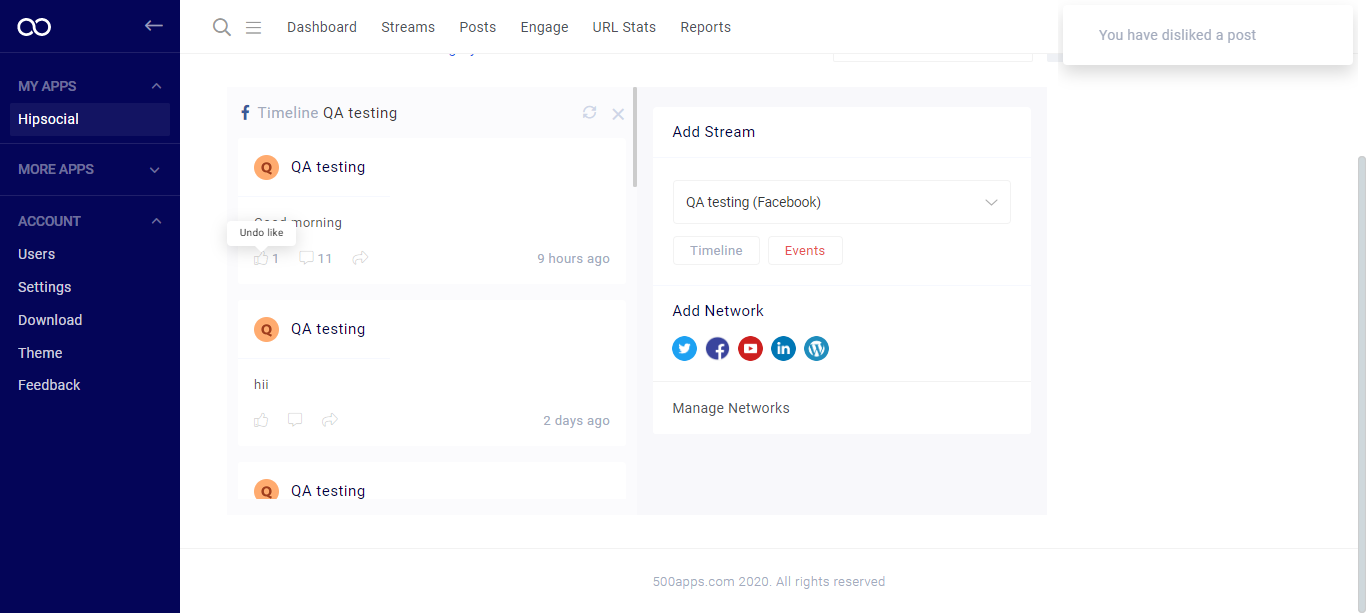 Dashboard Streams Posts Engage URL Stats Reports
You have disliked a post
MY APPS
Hipsocial
MORE APPS
ACCOUNT
Users
Settings
Download
Theme
Feedback
Timeline QA testing
Q QA testing
Good morning
Undo like
1 11 9 hours ago
Q QA testing
hii
2 days ago
Q QA testing
Add Stream
QA testing (Facebook)
Timeline Events
Add Network
Manage Networks
500apps.com 2020. All rights reserved